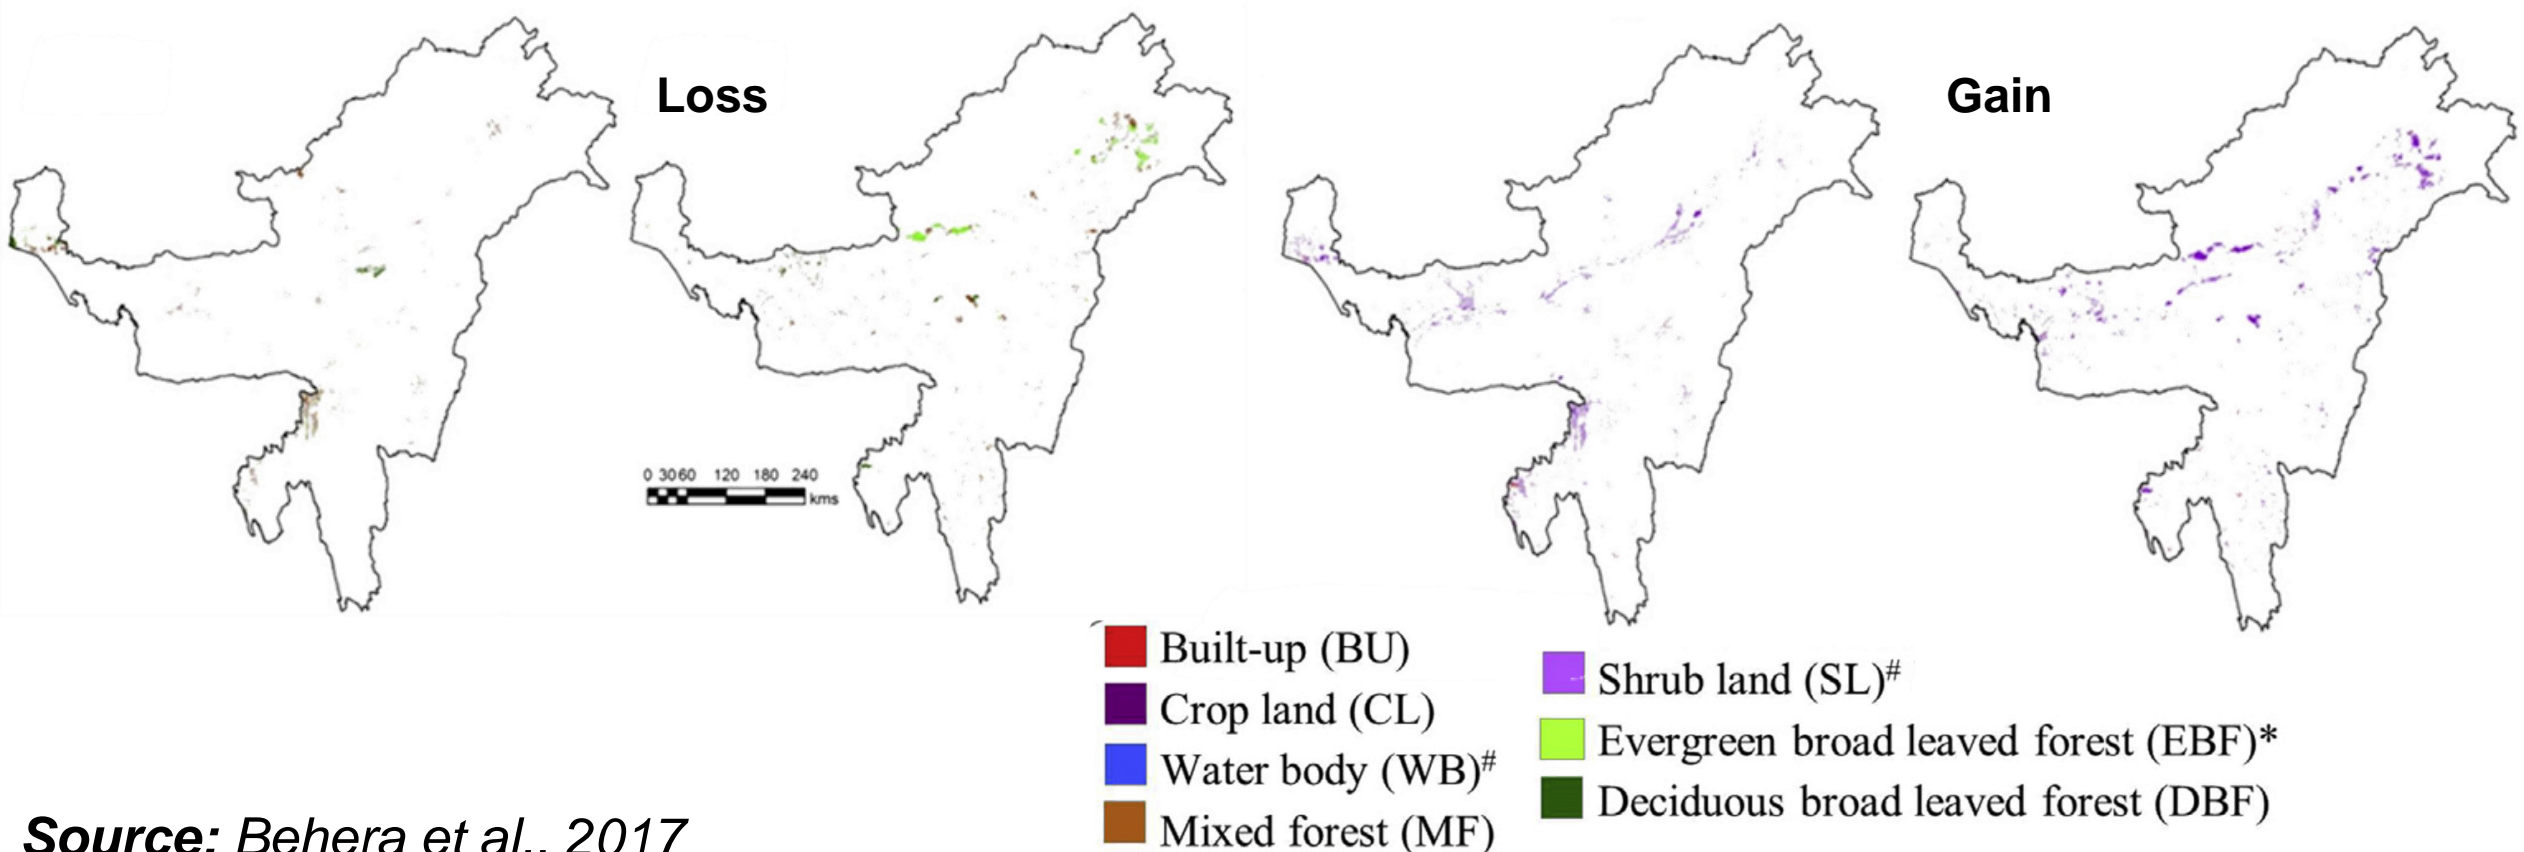 Loss
Gain
0 30 60 120 180 240
kms
Built-up (BU)
Crop land (CL)
Water body (WB)#
Mixed forest (MF)
Shrub land (SL)#
Evergreen broad leaved forest (EBF)*
Deciduous broad leaved forest (DBF)
Source: Behera et al., 2017